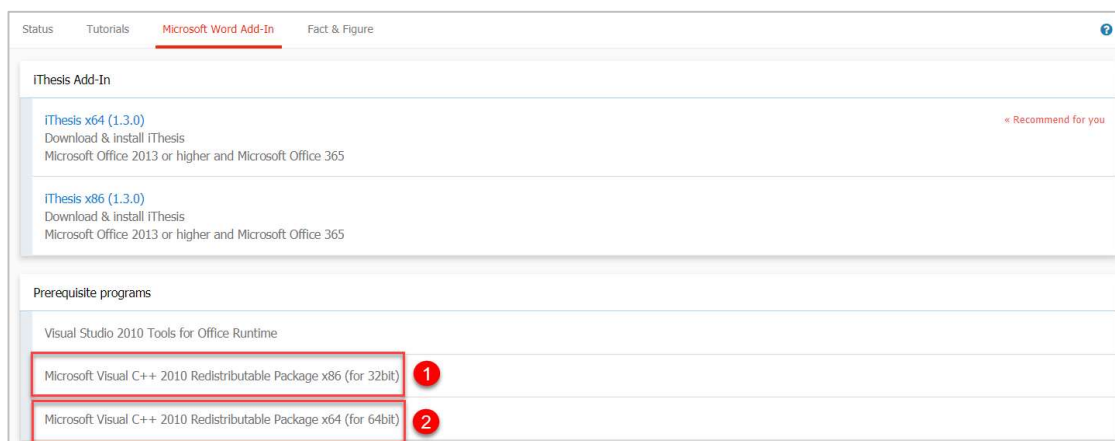 Status Tutorials Microsoft Word Add-In Fact & Figure ?
iThesis Add-In
iThesis x64 (1.3.0) « Recommend for you
Download & install iThesis
Microsoft Office 2013 or higher and Microsoft Office 365
iThesis x86 (1.3.0)
Download & install iThesis
Microsoft Office 2013 or higher and Microsoft Office 365
Prerequisite programs
Visual Studio 2010 Tools for Office Runtime
Microsoft Visual C++ 2010 Redistributable Package x86 (for 32bit) 1
Microsoft Visual C++ 2010 Redistributable Package x64 (for 64bit) 2